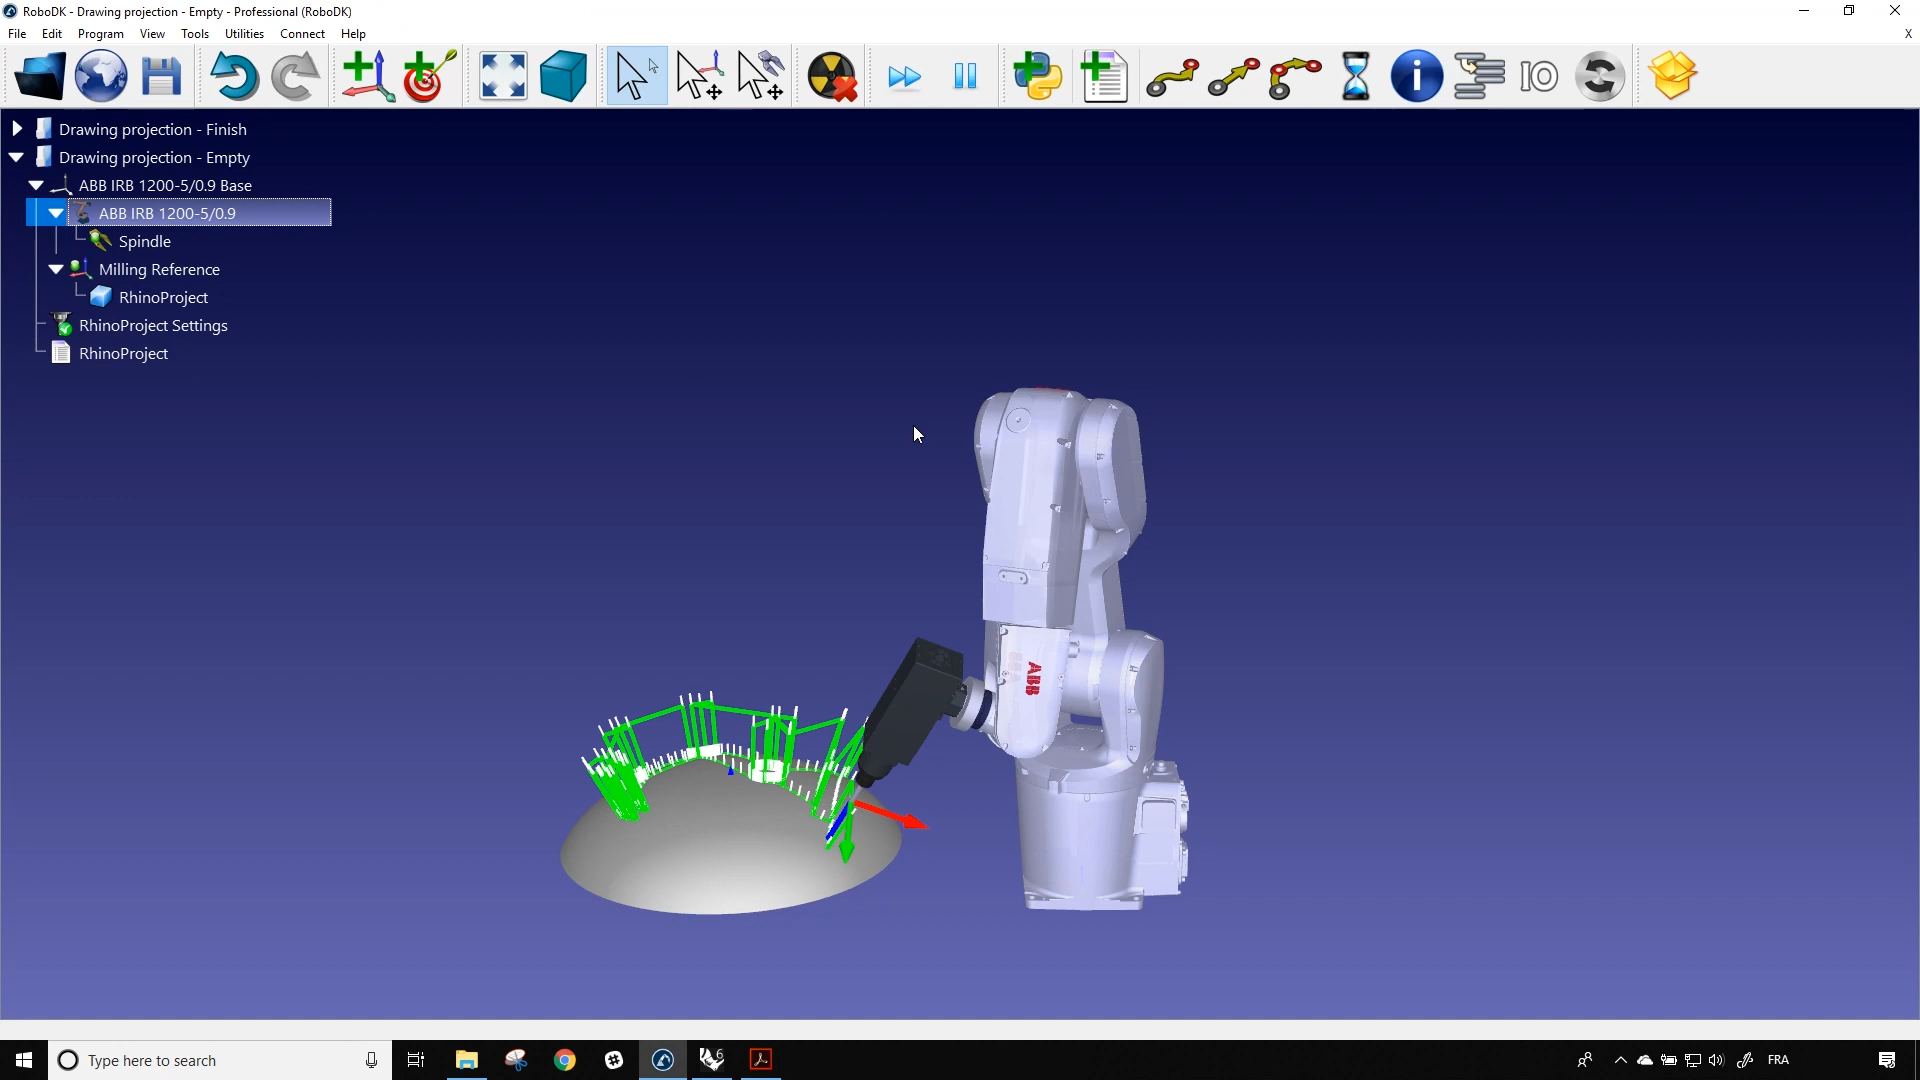 RoboDK - Drawing projection - Empty - Professional (RoboDK)
File Edit Program View Tools Utilities Connect Help X
IO
Drawing projection - Finish
Drawing projection - Empty
ABB IRB 1200-5/0.9 Base
ABB IRB 1200-5/0.9
Spindle
Milling Reference
RhinoProject
RhinoProject Settings
RhinoProject
ABB
Type here to search
6
FRA